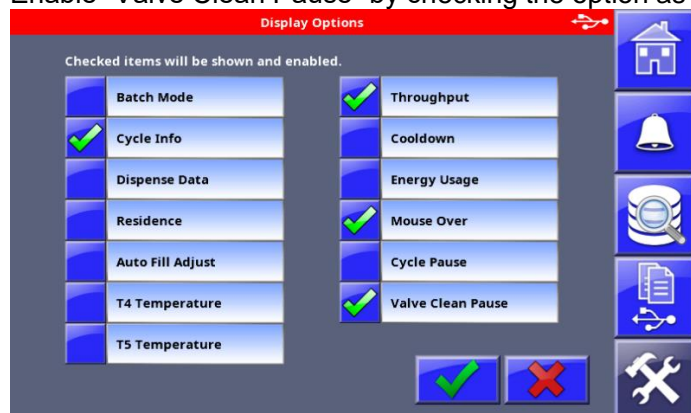 Enable "Valve Clean Pause" by checking the option as
Display Options
Checked items will be shown and enabled.
Batch Mode
Cycle Info
Dispense Data
Residence
Auto Fill Adjust
T4 Temperature
T5 Temperature
Throughput
Cooldown
Energy Usage
Mouse Over
Cycle Pause
Valve Clean Pause